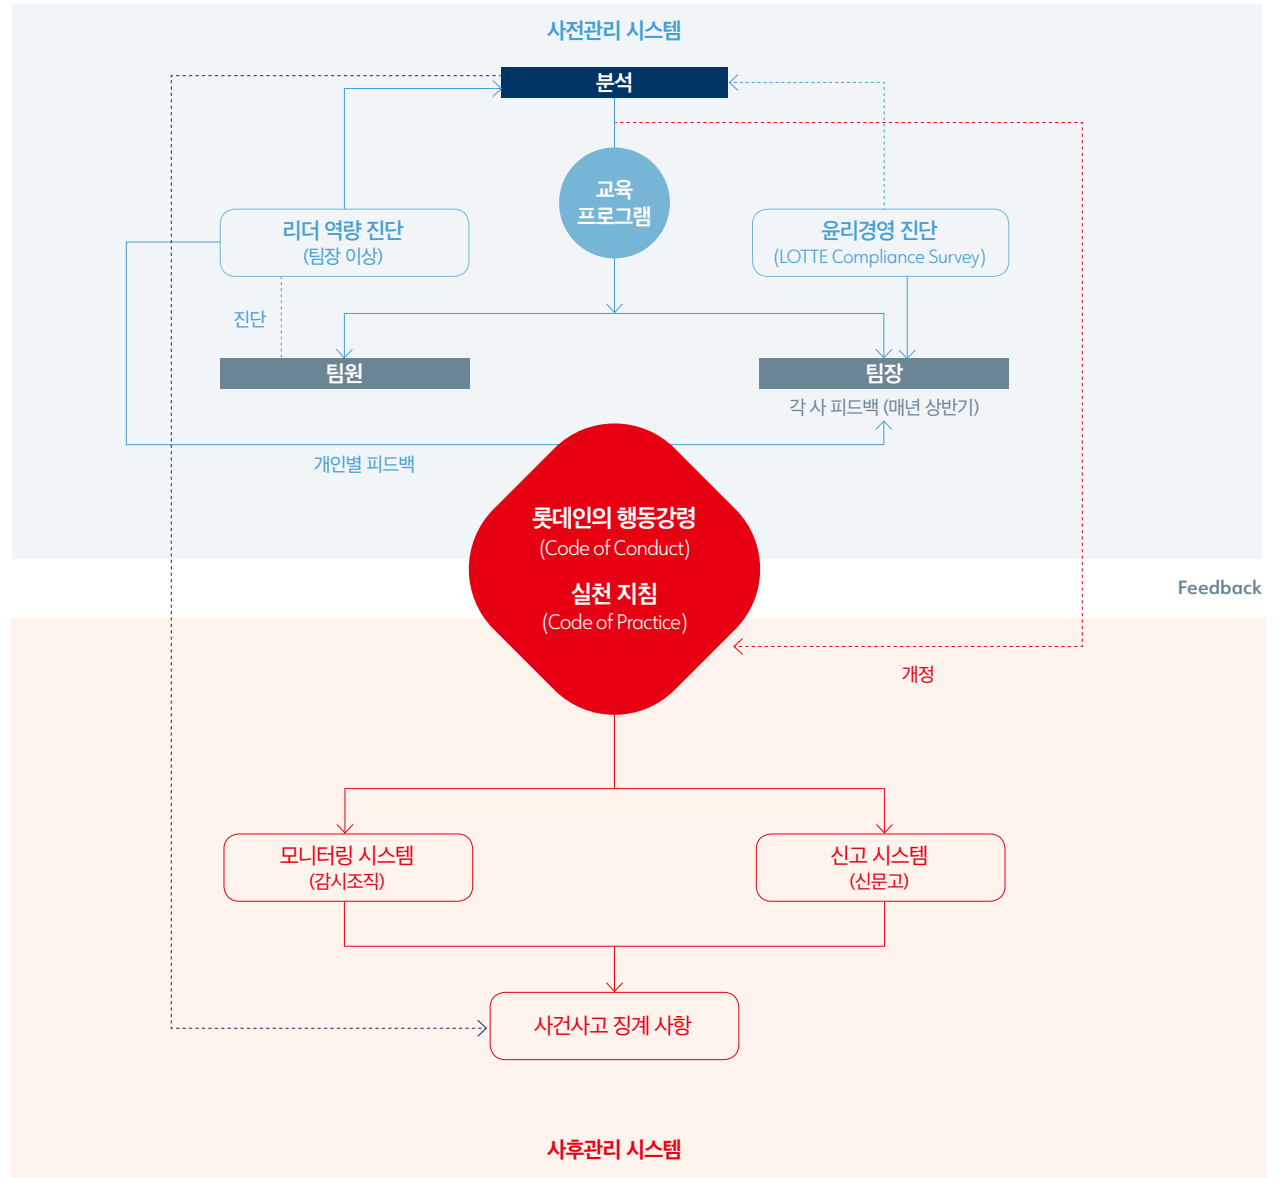 사전관리 시스템
분석
교육
프로그램
리더 역량 진단
(팀장 이상)
윤리경영 진단
(LOTTE Compliance Survey)
진단
팀원
팀장
각 사 피드백 (매년 상반기)
개인별 피드백
롯데인의 행동강령
(Code of Conduct)
실천 지침
(Code of Practice)
Feedback
개정
모니터링 시스템
(감시조직)
신고 시스템
(신문고)
사건사고 징계 사항
사후관리 시스템